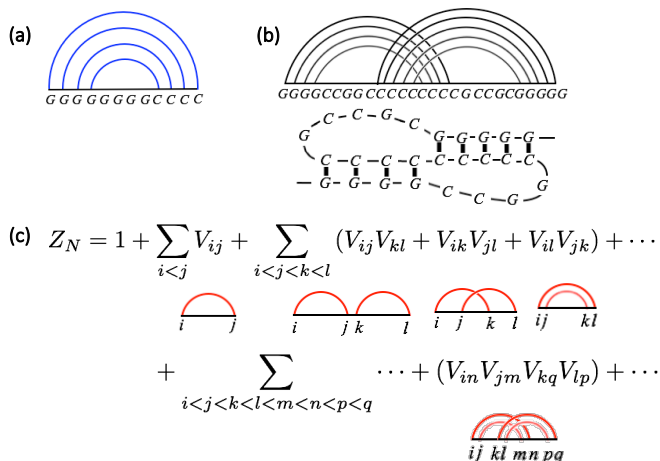 (a)
G G G G G G G G C C C C
(b)
GGGGCCGGCCCCCCCCCGCCGCGGGGG
C C G C
G G G G G G
C C C C C C C C C
G G G G C C G G
(c) Z_N = 1 + ∑_{i<j} V_{ij} + ∑_{i<j<k<l} (V_{ij}V_{kl} + V_{ik}V_{jl} + V_{il}V_{jk}) + ⋯
i j i j k l i j k l ij kl
+ ∑_{i<j<k<l<m<n<p<q} ⋯ + (V_{in}V_{jm}V_{kq}V_{lp}) + ⋯
ij kl mn pq